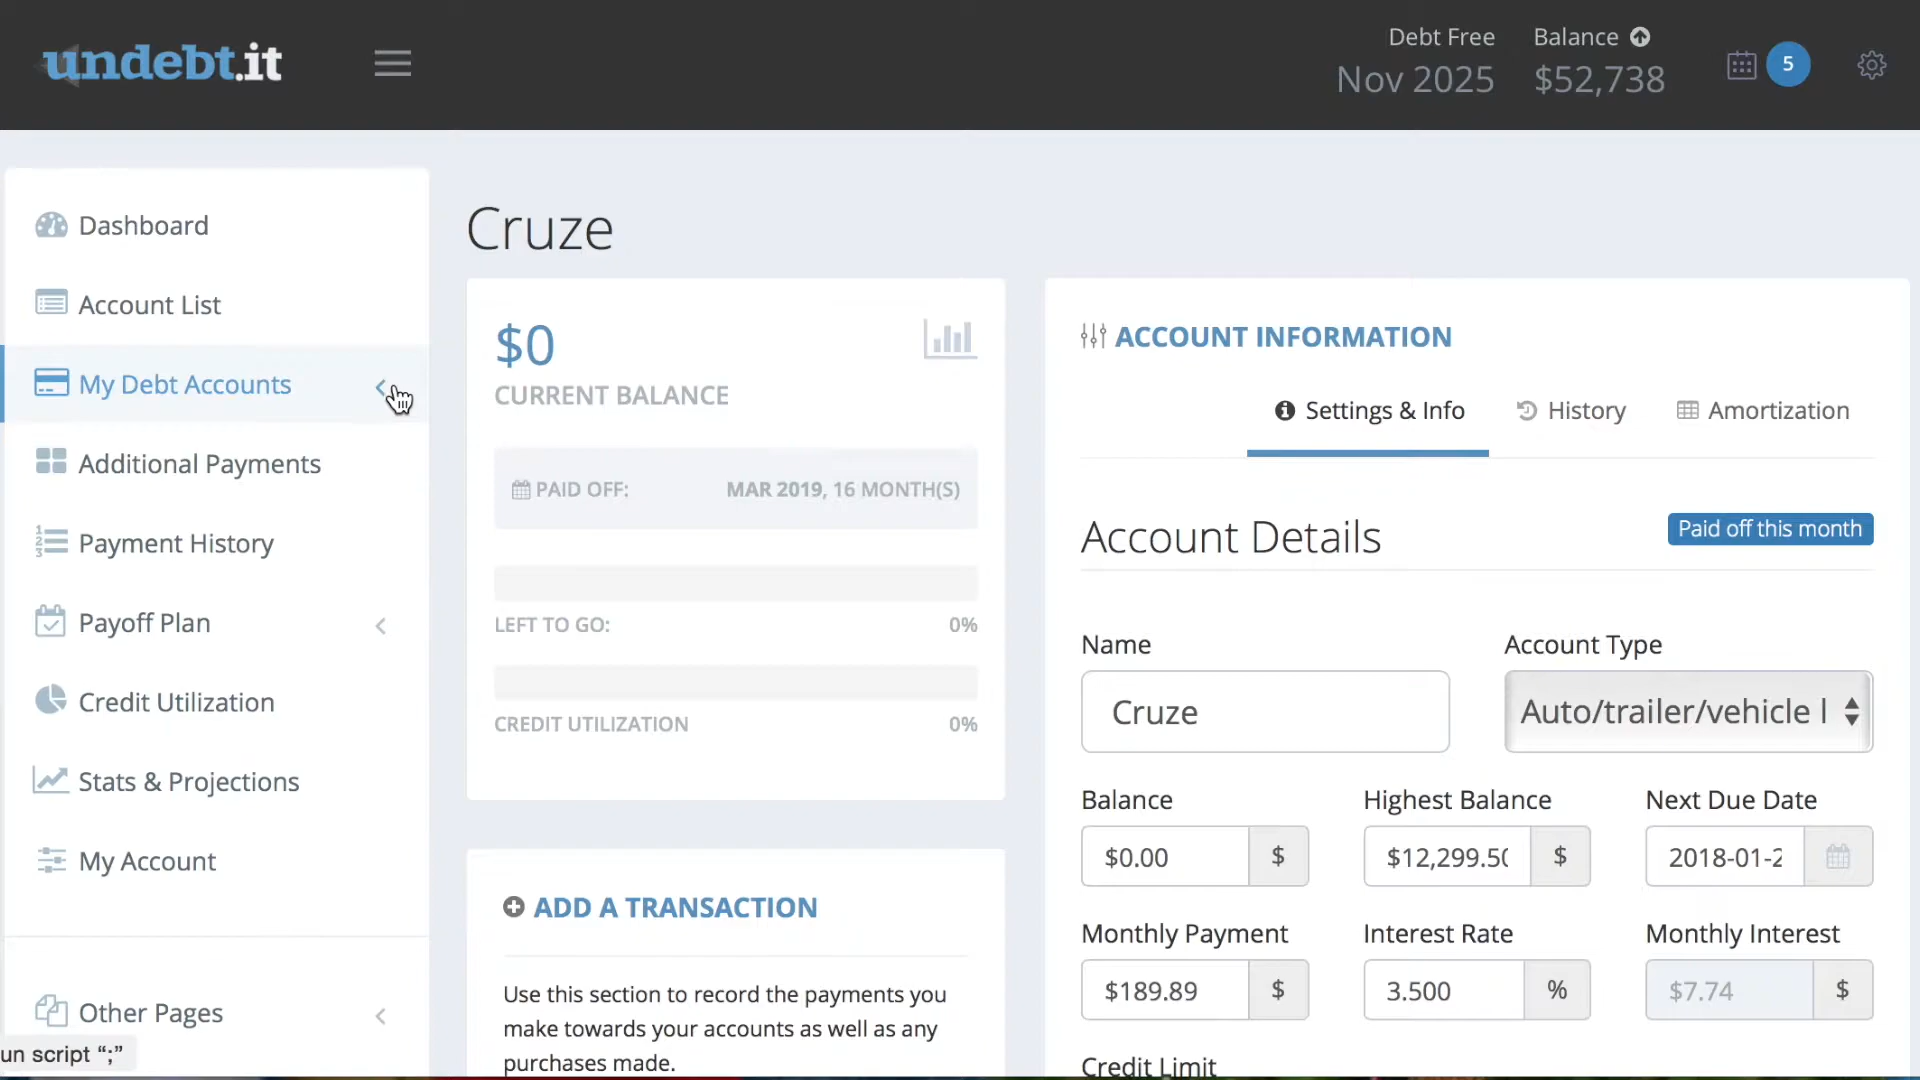 undebt.it
Debt Free
Nov 2025
Balance
$52,738
5
Dashboard
Account List
My Debt Accounts
Additional Payments
Payment History
Payoff Plan
Credit Utilization
Stats & Projections
My Account
Other Pages
un script “;”
Cruze
$0
CURRENT BALANCE
PAID OFF: MAR 2019, 16 MONTH(S)
LEFT TO GO: 0%
CREDIT UTILIZATION 0%
ADD A TRANSACTION
Use this section to record the payments you
make towards your accounts as well as any
purchases made.
ACCOUNT INFORMATION
Settings & Info History Amortization
Account Details Paid off this month
Name Account Type
Cruze Auto/trailer/vehicle l
Balance Highest Balance Next Due Date
$0.00 $ $12,299.50 $ 2018-01-2
Monthly Payment Interest Rate Monthly Interest
$189.89 $ 3.500 % $7.74 $
Credit Limit